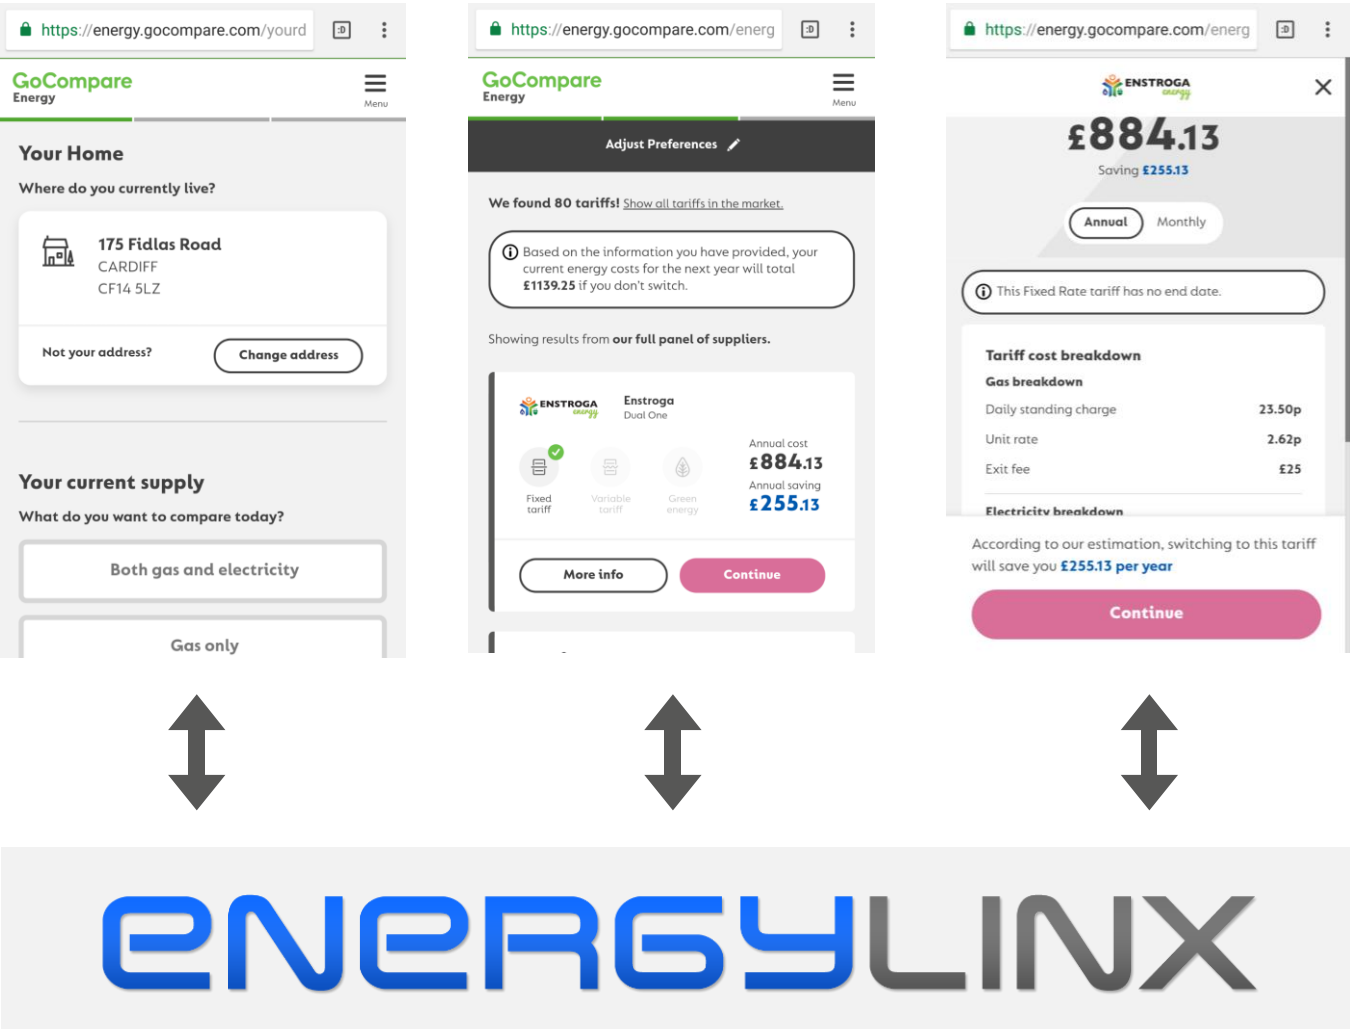 https://energy.gocompare.com/yourd
:D
GoCompare
Energy
Menu
Your Home
Where do you currently live?
175 Fidlas Road
CARDIFF
CF14 5LZ
Not your address?
Change address
Your current supply
What do you want to compare today?
Both gas and electricity
Gas only
https://energy.gocompare.com/energ
:D
GoCompare
Energy
Menu
Adjust Preferences
We found 80 tariffs! Show all tariffs in the market.
Based on the information you have provided, your
current energy costs for the next year will total
£1139.25 if you don't switch.
Showing results from our full panel of suppliers.
ENSTROGA
energy
Enstroga
Dual One
Fixed
tariff
Variable
tariff
Green
energy
Annual cost
£884.13
Annual saving
£255.13
More info
Continue
https://energy.gocompare.com/energ
:D
ENSTROGA
energy
£884.13
Saving £255.13
Annual
Monthly
This Fixed Rate tariff has no end date.
Tariff cost breakdown
Gas breakdown
Daily standing charge 23.50p
Unit rate 2.62p
Exit fee £25
Electricity breakdown
According to our estimation, switching to this tariff
will save you £255.13 per year
Continue
ENERGYLINX